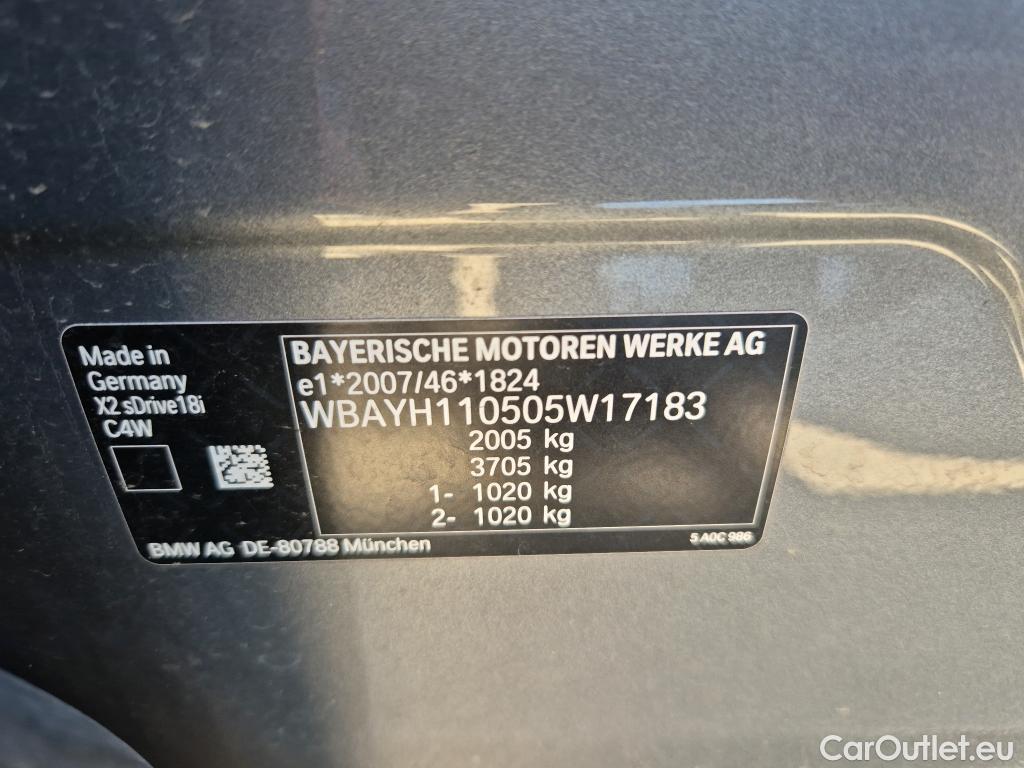 Made in
Germany
X2 sDrive18i
C4W
BAYERISCHE MOTOREN WERKE AG
e1*2007/46*1824
WBAYH110505W17183
2005 kg
3705 kg
1- 1020 kg
2- 1020 kg
BMW AG DE-80788 München
5 A0C 986
CarOutlet.eu